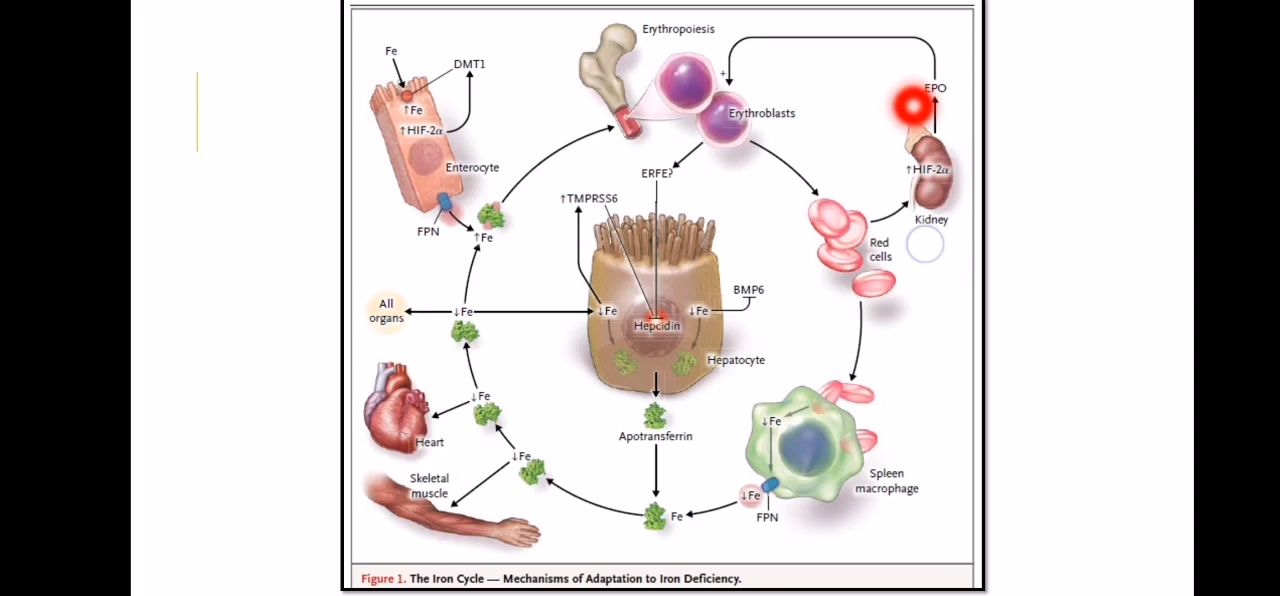 Erythropoiesis
Fe
DMT1
↑Fe
↑HIF-2α
Enterocyte
FPN
↑Fe
+
Erythroblasts
EPO
↑HIF-2α
Kidney
ERFE?
↑TMPRSS6
Red
cells
BMP6
All
organs
↓Fe
↓Fe
↓Fe
Hepcidin
Hepatocyte
↓Fe
Heart
Apotransferrin
↓Fe
↓Fe
Skeletal
muscle
Spleen
macrophage
↓Fe
Fe
FPN
Figure 1. The Iron Cycle — Mechanisms of Adaptation to Iron Deficiency.